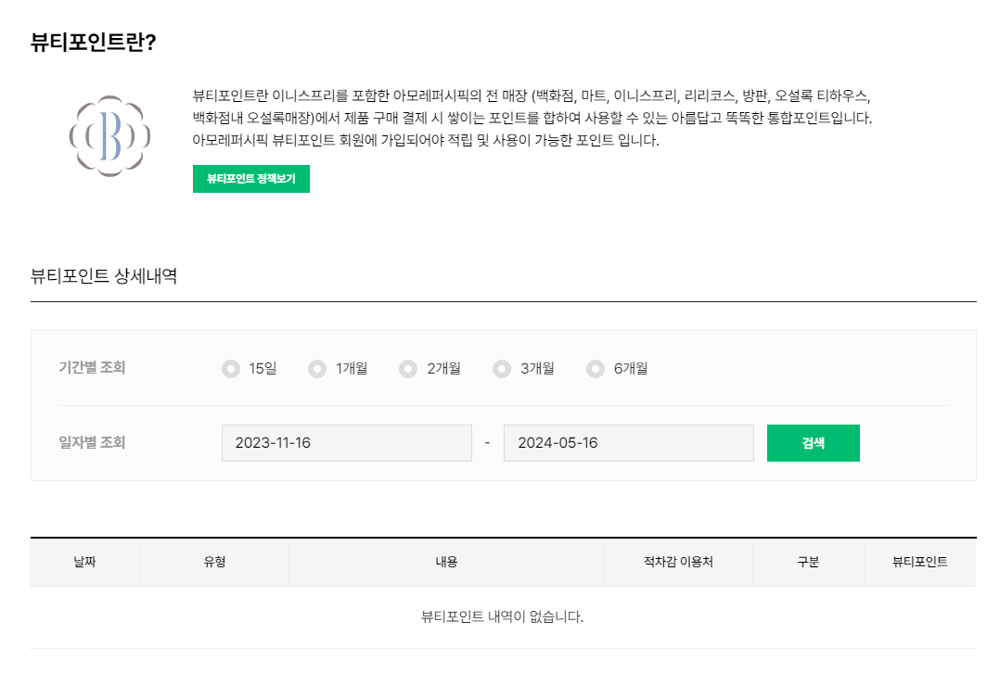 뷰티포인트란?
B
뷰티포인트란 이니스프리를 포함한 아모레퍼시픽의 전 매장 (백화점, 마트, 이니스프리, 리리코스, 방판, 오설록 티하우스,
백화점내 오설록매장)에서 제품 구매 결제 시 쌓이는 포인트를 합하여 사용할 수 있는 아름답고 똑똑한 통합포인트입니다.
아모레퍼시픽 뷰티포인트 회원에 가입되어야 적립 및 사용이 가능한 포인트 입니다.
뷰티포인트 정책보기
뷰티포인트 상세내역
기간별 조회 15일 1개월 2개월 3개월 6개월
일자별 조회 2023-11-16 - 2024-05-16 검색
날짜 유형 내용 적차감 이용처 구분 뷰티포인트
뷰티포인트 내역이 없습니다.